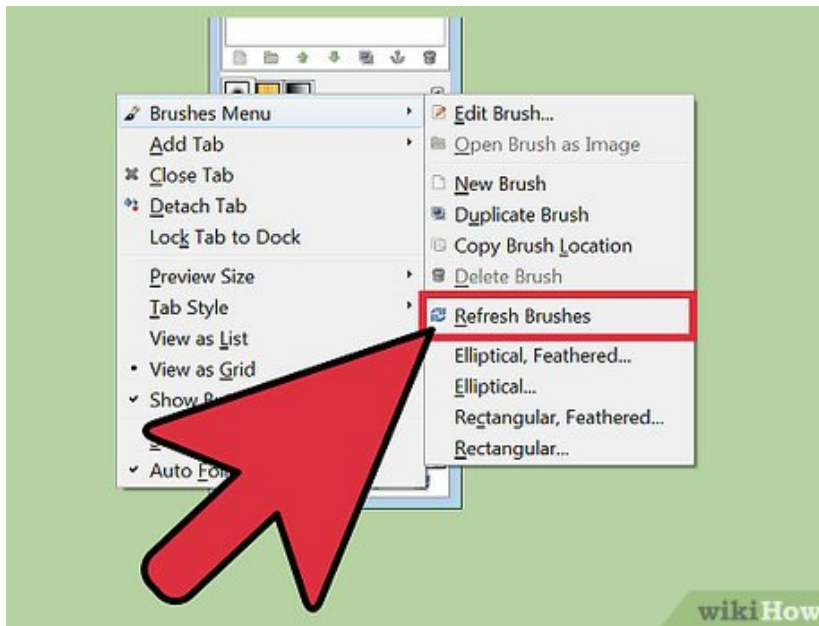 Brushes Menu
Add Tab
Close Tab
Detach Tab
Lock Tab to Dock
Preview Size
Tab Style
View as List
View as Grid
Show
Auto
Edit Brush...
Open Brush as Image
New Brush
Duplicate Brush
Copy Brush Location
Delete Brush
Refresh Brushes
Elliptical, Feathered...
Elliptical...
Rectangular, Feathered...
Rectangular...
wikiHow